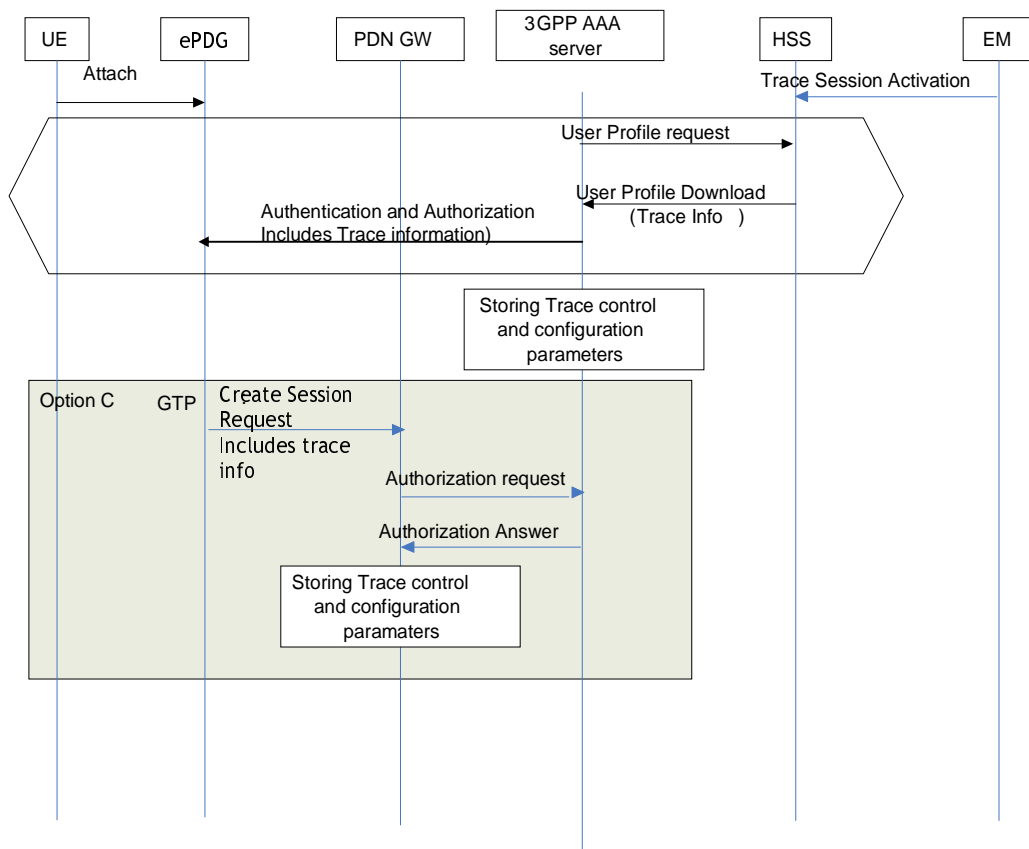 UE
ePDG
PDN GW
3GPP AAA
server
HSS
EM
Attach
Trace Session Activation
User Profile request
User Profile Download
(Trace Info )
Authentication and Authorization
Includes Trace information)
Storing Trace control
and configuration
parameters
Option C
GTP
Create Session
Request
Includes trace
info
Authorization request
Authorization Answer
Storing Trace control
and configuration
paramaters